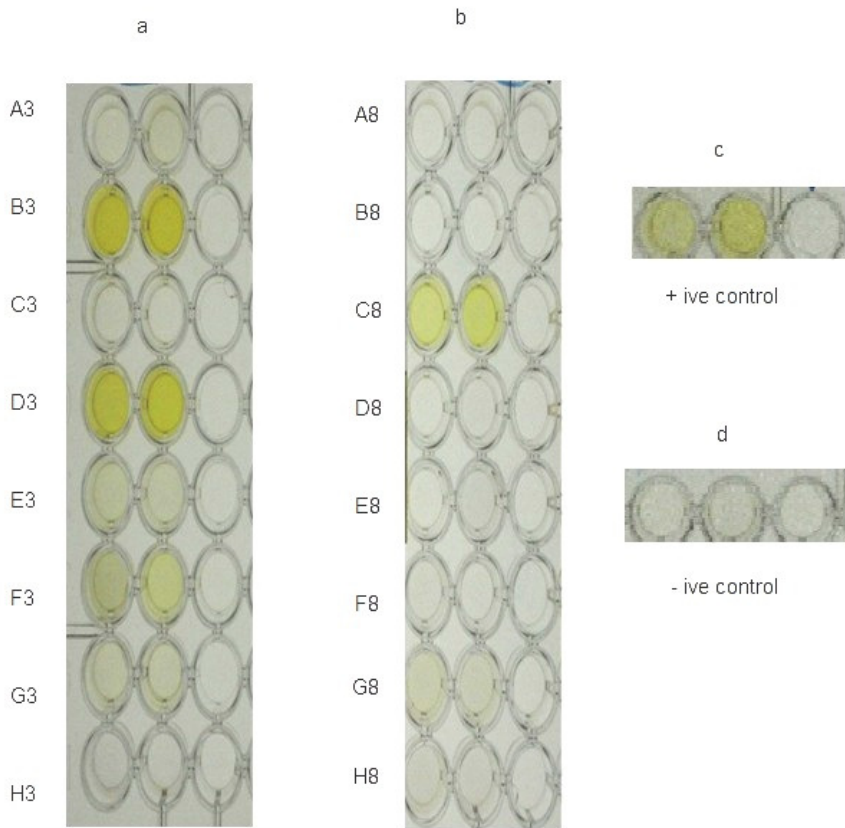 a
b
A3
B3
C3
D3
E3
F3
G3
H3
A8
B8
C8
D8
E8
F8
G8
H8
c
+ ive control
d
- ive control